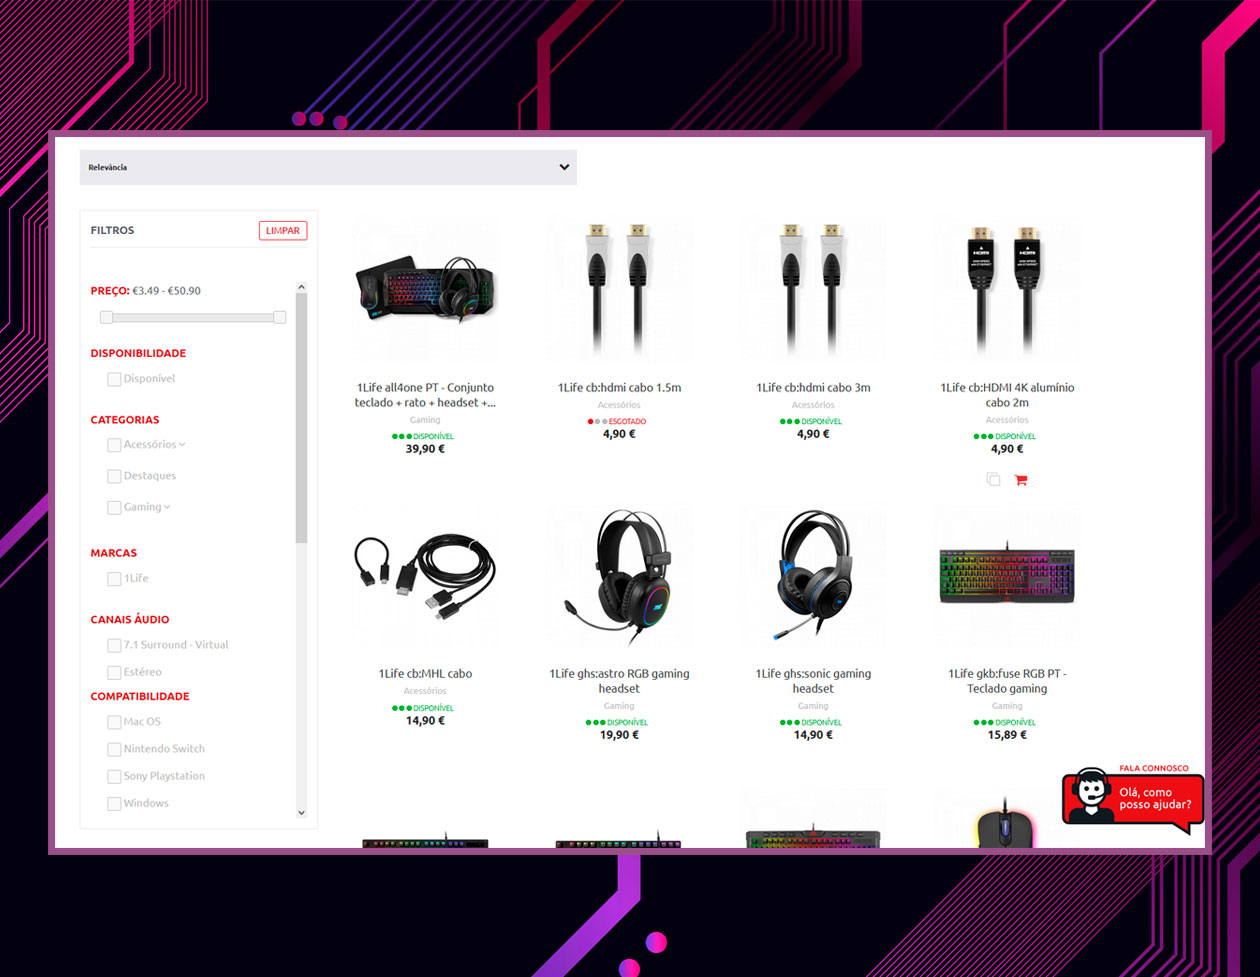 Relevância
FILTROS
LIMPAR
PREÇO: €3.49 - €50.90
DISPONIBILIDADE
Disponível
CATEGORIAS
Acessórios
Destaques
Gaming
MARCAS
1Life
CANAIS ÁUDIO
7.1 Surround - Virtual
Estéreo
COMPATIBILIDADE
Mac OS
Nintendo Switch
Sony Playstation
Windows
1Life all4one PT - Conjunto
teclado + rato + headset +...
Gaming
DISPONÍVEL
39,90 €
1Life cb:hdmi cabo 1.5m
Acessórios
ESGOTADO
4,90 €
1Life cb:hdmi cabo 3m
Acessórios
DISPONÍVEL
4,90 €
HDMI
HDMI
1Life cb:HDMI 4K alumínio
cabo 2m
Acessórios
DISPONÍVEL
4,90 €
1Life cb:MHL cabo
Acessórios
DISPONÍVEL
14,90 €
1Life ghs:astro RGB gaming
headset
Gaming
DISPONÍVEL
19,90 €
1Life ghs:sonic gaming
headset
Gaming
DISPONÍVEL
14,90 €
1Life gkb:fuse RGB PT -
Teclado gaming
Gaming
DISPONÍVEL
15,89 €
FALA CONNOSCO
Olá, como
posso ajudar?